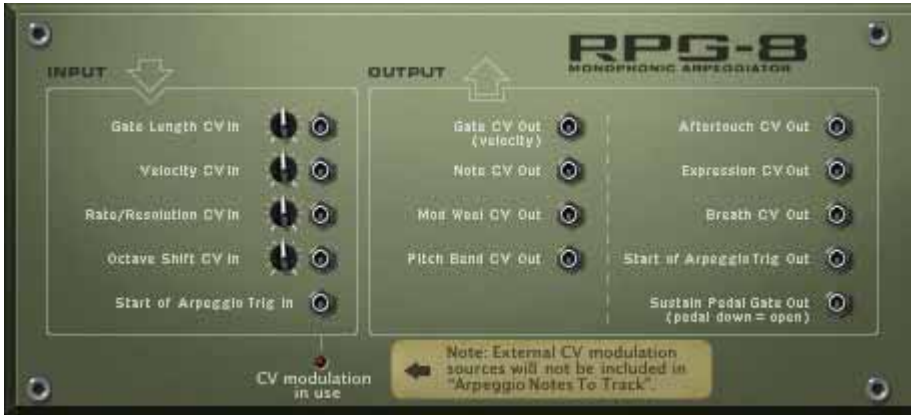 RPG-8
MONOPHONIC ARPEGGIATOR
INPUT
Gate Length CV In
Velocity CV In
Rate/Resolution CV In
Octave Shift CV In
Start of Arpeggio Trig In
CV modulation
in use
OUTPUT
Gate CV Out
(velocity)
Note CV Out
Mod Weel CV Out
Pitch Band CV Out
Aftertouch CV Out
Expression CV Out
Breath CV Out
Start of Arpeggio Trig Out
Sustain Pedal Gate Out
(pedal down = open)
Note: External CV modulation
sources will not be included in
"Arpeggio Notes To Track".